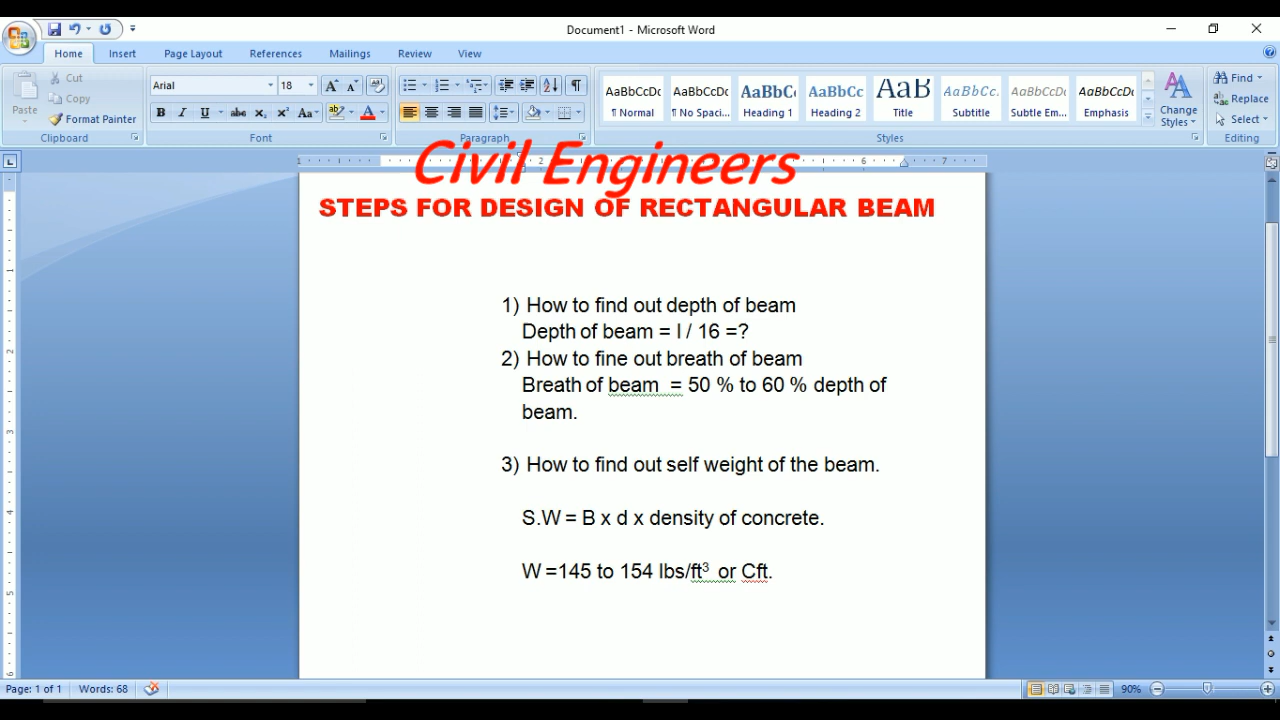 Document1 - Microsoft Word
Home Insert Page Layout References Mailings Review View
Paste
Cut
Copy
Format Painter
Clipboard
Arial 18
Font
Paragraph
AaBbCcDc AaBbCcDc AaBbC AaBbCc AaB AaBbCc. AaBbCcDc AaBbCcDc
¶ Normal ¶ No Spaci... Heading 1 Heading 2 Title Subtitle Subtle Em... Emphasis
Change Styles
Styles
Find
Replace
Select
Editing
Civil Engineers
STEPS FOR DESIGN OF RECTANGULAR BEAM
1) How to find out depth of beam
Depth of beam = l / 16 =?
2) How to fine out breath of beam
Breath of beam = 50 % to 60 % depth of
beam.
3) How to find out self weight of the beam.
S.W = B x d x density of concrete.
W =145 to 154 lbs/ft³ or Cft.
Page: 1 of 1 Words: 68 90%